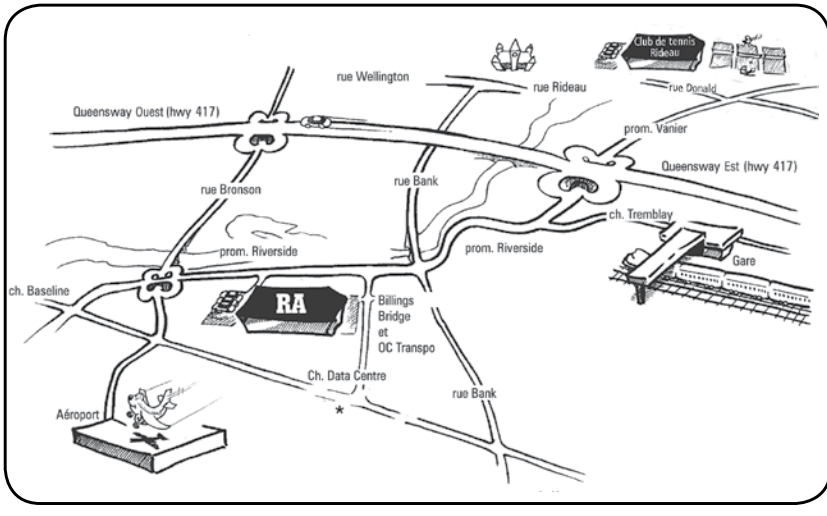 Club de tennis
Rideau
rue Wellington
rue Rideau
rue Donald
Queensway Ouest (hwy 417)
prom. Vanier
Queensway Est (hwy 417)
rue Bronson
rue Bank
ch. Tremblay
prom. Riverside
prom. Riverside
Gare
ch. Baseline
RA
Billings
Bridge
et
OC Transpo
Ch. Data Centre
*
rue Bank
Aéroport